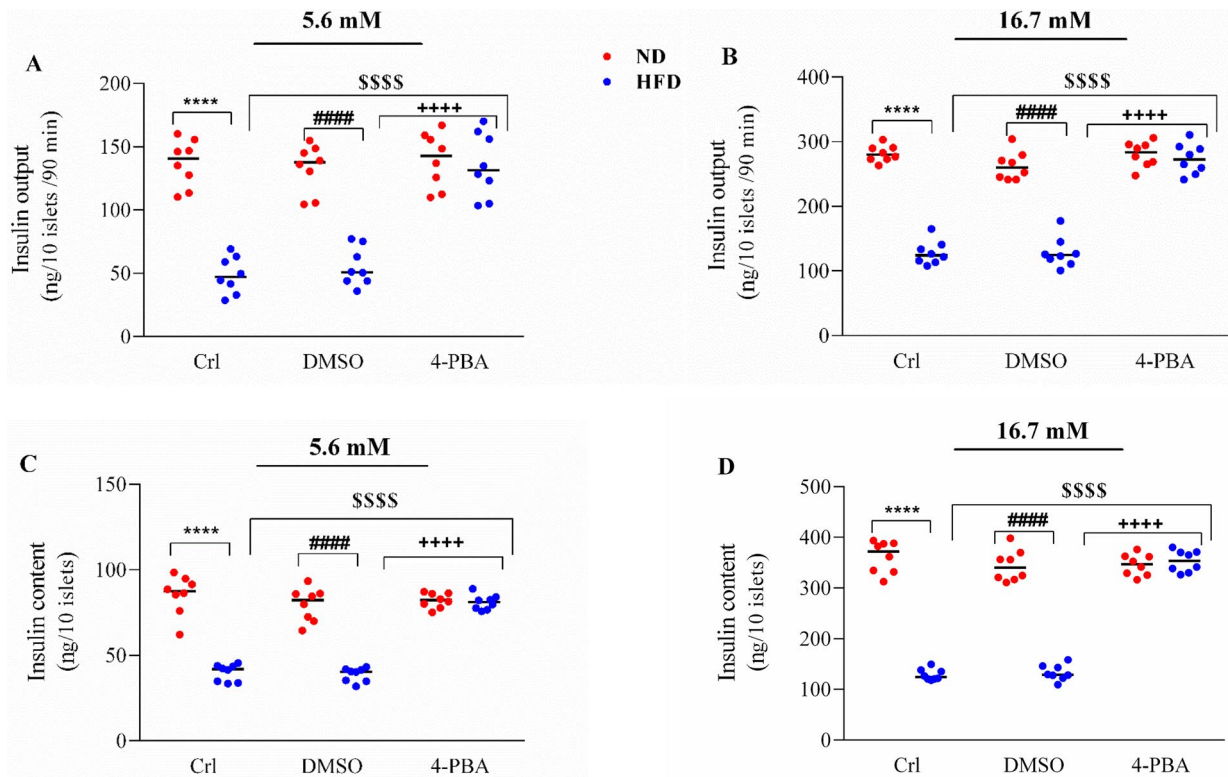 5.6 mM
A
ND
HFD
$$$$
****
####
++++
200
150
100
50
0
Insulin output
(ng/10 islets /90 min)
Crl
DMSO
4-PBA
16.7 mM
B
$$$$
****
####
++++
400
300
200
100
0
Insulin output
(ng/10 islets /90 min)
Crl
DMSO
4-PBA
5.6 mM
C
$$$$
****
####
++++
150
100
50
0
Insulin content
(ng/10 islets)
Crl
DMSO
4-PBA
16.7 mM
D
$$$$
****
####
++++
500
400
300
200
100
0
Insulin content
(ng/10 islets)
Crl
DMSO
4-PBA